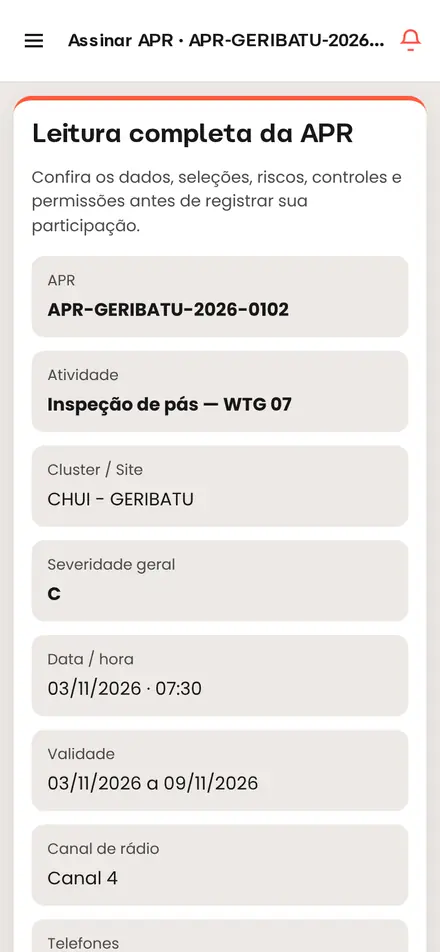 Assinar APR · APR-GERIBATU-2026...
Leitura completa da APR
Confira os dados, seleções, riscos, controles e
permissões antes de registrar sua
participação.
APR
APR-GERIBATU-2026-0102
Atividade
Inspeção de pás — WTG 07
Cluster / Site
CHUI - GERIBATU
Severidade geral
C
Data / hora
03/11/2026 · 07:30
Validade
03/11/2026 a 09/11/2026
Canal de rádio
Canal 4
Telefones